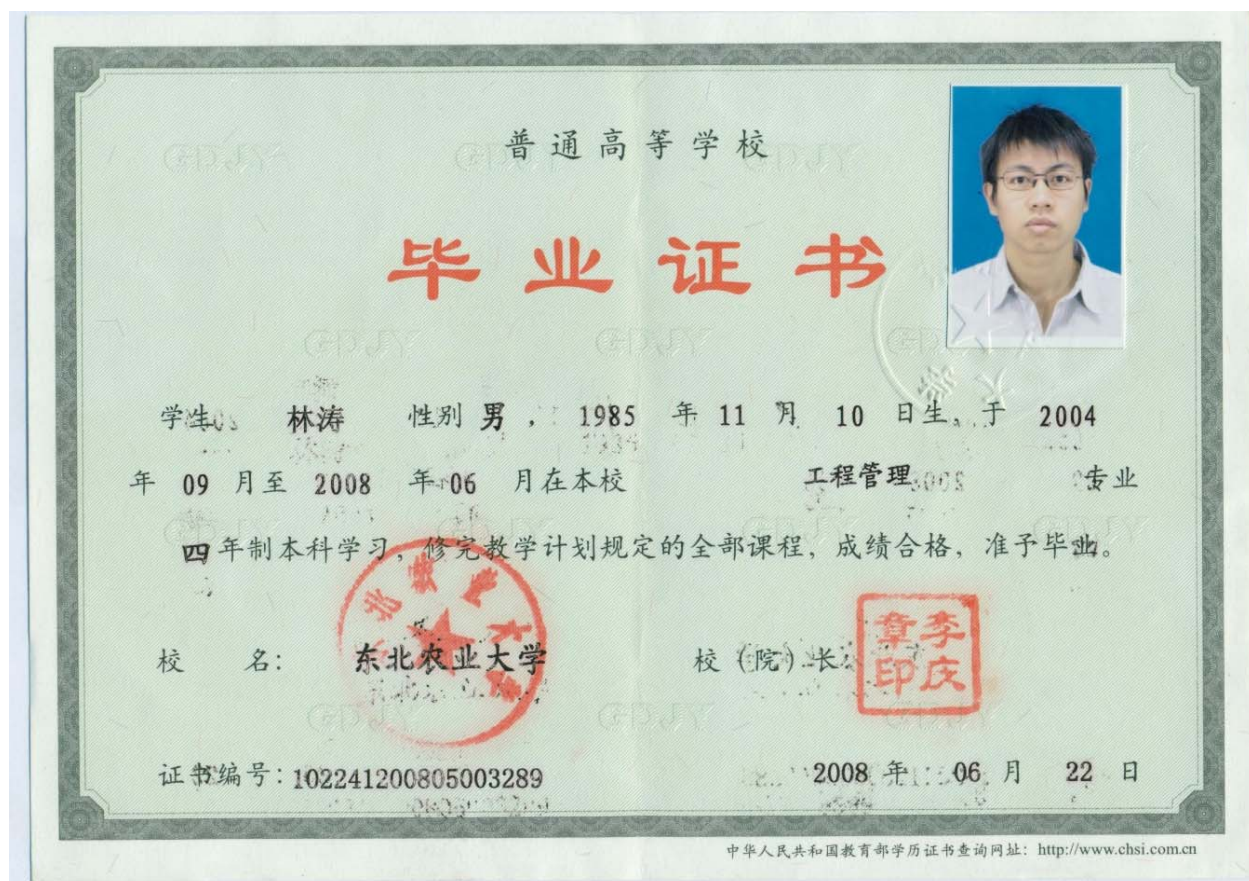 普通高等学校
毕业证书
学生 林涛 性别 男 , 1985 年 11 月 10 日生, 于 2004
年 09 月至 2008 年 06 月在本校 工程管理 专业
四年制本科学习, 修完教学计划规定的全部课程, 成绩合格, 准予毕业。
校 名: 东北农业大学 校(院)长
李庆章印
证书编号: 102241200805003289 2008 年 06 月 22 日
中华人民共和国教育部学历证书查询网址: http://www.chsi.com.cn